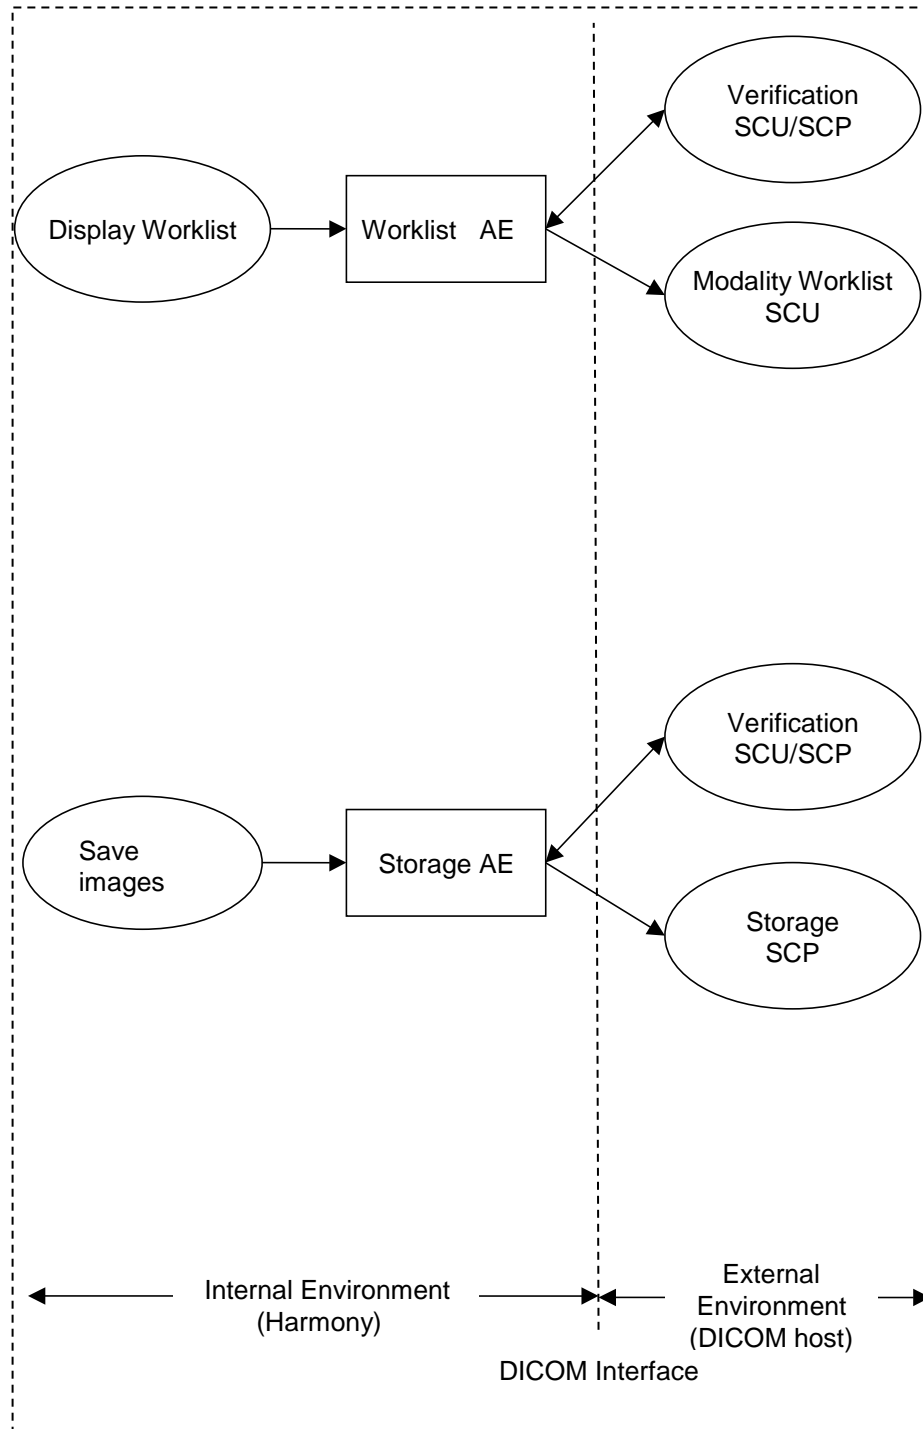 Verification
SCU/SCP
Display Worklist
Worklist AE
Modality Worklist
SCU
Verification
SCU/SCP
Save
images
Storage AE
Storage
SCP
Internal Environment
(Harmony)
External
Environment
(DICOM host)
DICOM Interface